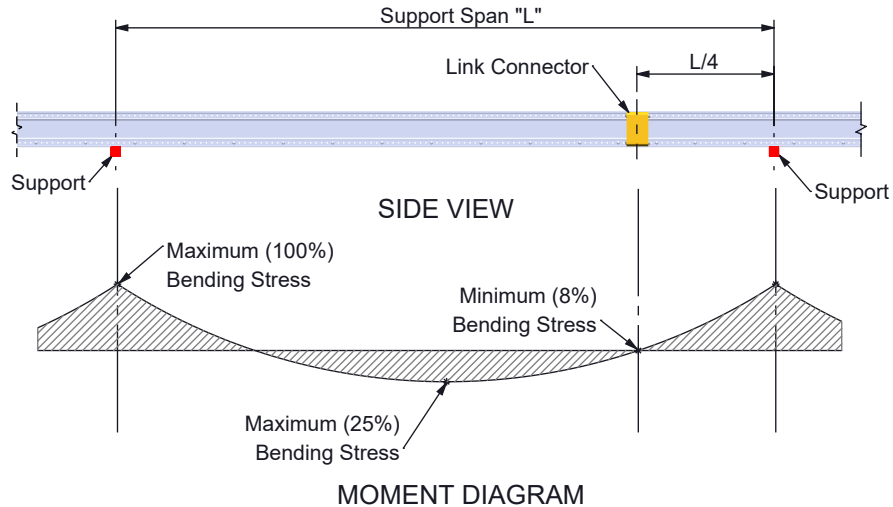 Support Span "L"
Link Connector
L/4
Support
Support
SIDE VIEW
Maximum (100%)
Bending Stress
Minimum (8%)
Bending Stress
Maximum (25%)
Bending Stress
MOMENT DIAGRAM